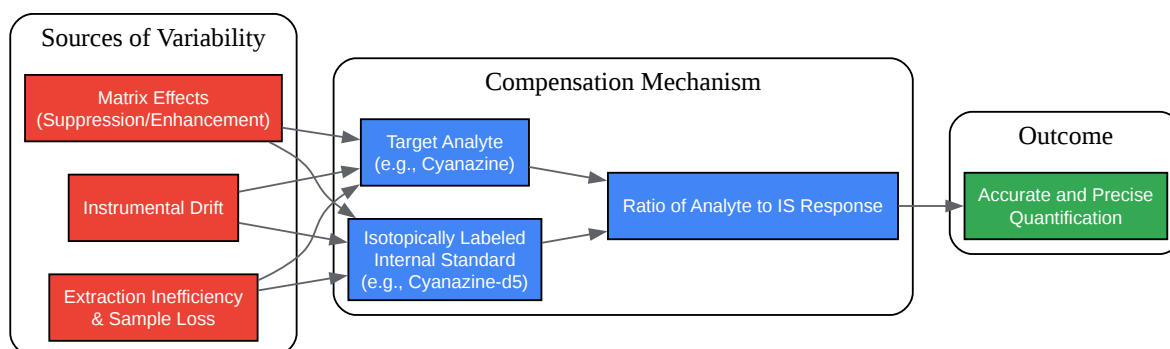 Sources of Variability
Matrix Effects
(Suppression/Enhancement)
Instrumental Drift
Extraction Inefficiency
& Sample Loss
Compensation Mechanism
Target Analyte
(e.g., Cyanazine)
Isotopically Labeled
Internal Standard
(e.g., Cyanazine-d5)
Ratio of Analyte to IS Response
Outcome
Accurate and Precise
Quantification